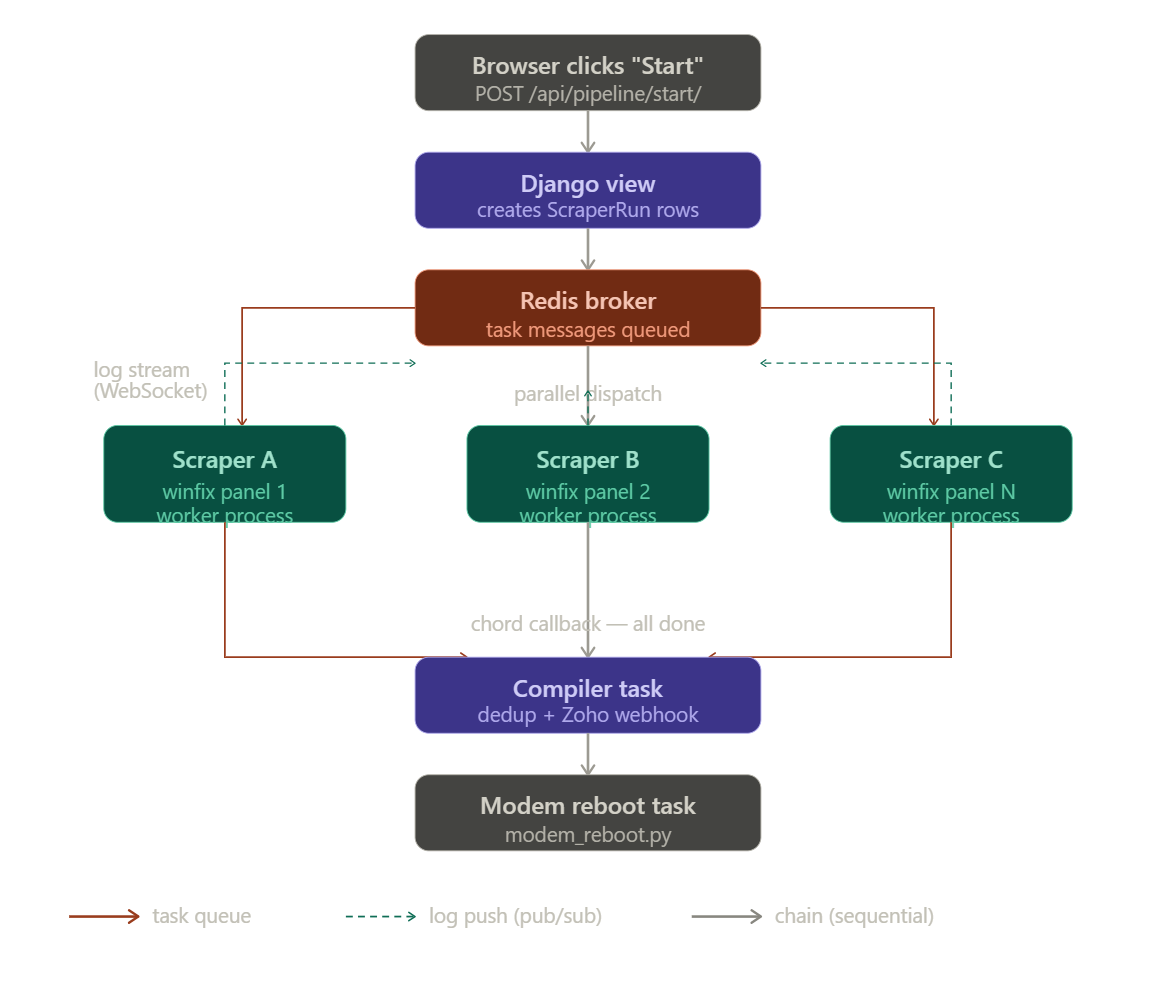 Browser clicks "Start"
POST /api/pipeline/start/
Django view
creates ScraperRun rows
Redis broker
task messages queued
log stream
(WebSocket)
parallel dispatch
Scraper A
winfix panel 1
worker process
Scraper B
winfix panel 2
worker process
Scraper C
winfix panel N
worker process
chord callback — all done
Compiler task
dedup + Zoho webhook
Modem reboot task
modem_reboot.py
task queue
log push (pub/sub)
chain (sequential)